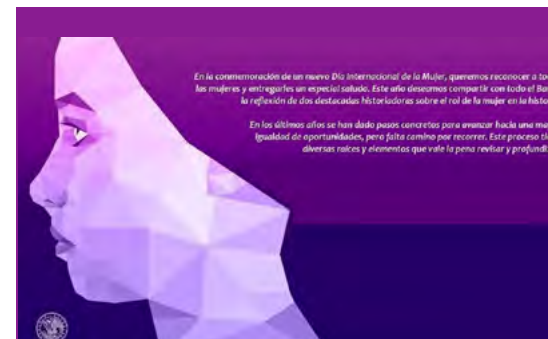 En la conmemoración de un nuevo Día Internacional de la Mujer, queremos reconocer a to
las mujeres y entregarles un especial saludo. Este año deseamos compartir con todo el Ba
la reflexión de dos destacadas historiadoras sobre el rol de la mujer en la histo
En los últimos años se han dado pasos concretos para avanzar hacia una ma
igualdad de oportunidades, pero falta camino por recorrer. Este proceso ti
diversas raíces y elementos que vale la pena revisar y profundi